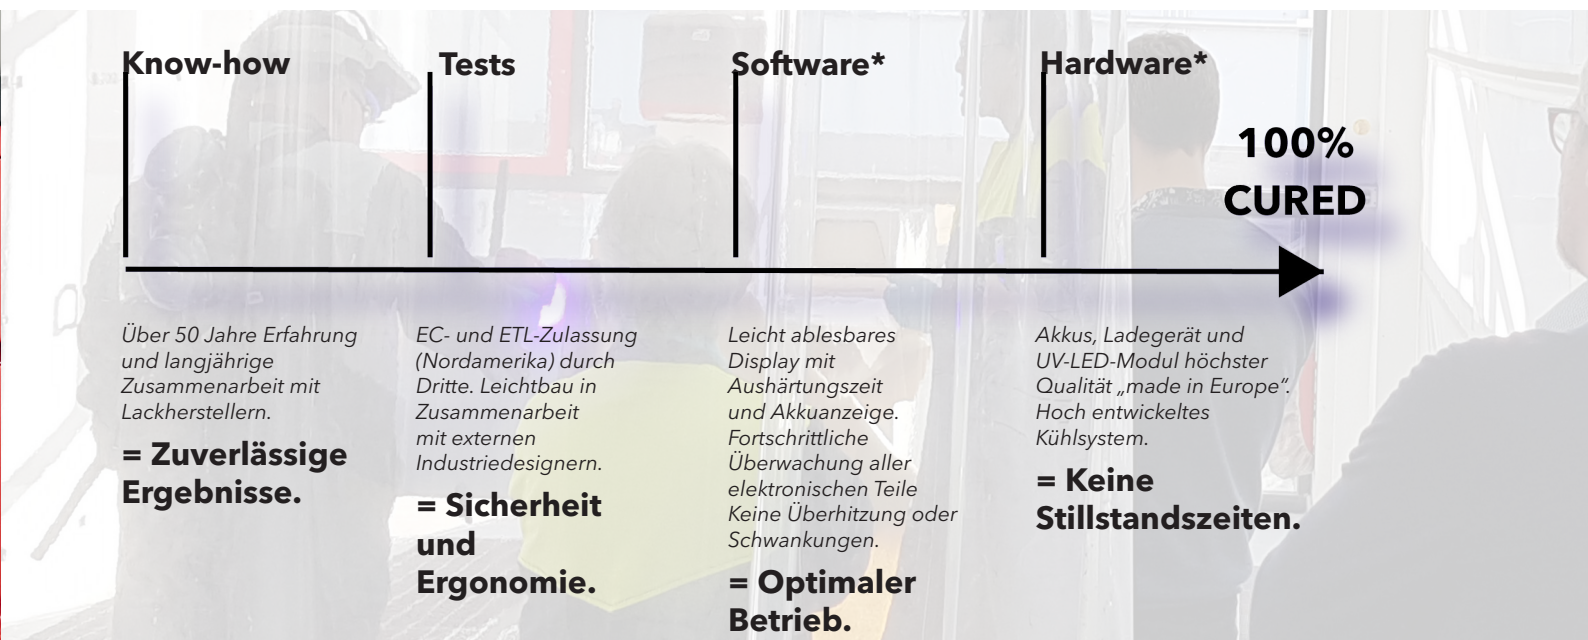 Know-how
Über 50 Jahre Erfahrung
und langjährige
Zusammenarbeit mit
Lackherstellern.
= Zuverlässige
Ergebnisse.
Tests
EC- und ETL-Zulassung
(Nordamerika) durch
Dritte. Leichtbau in
Zusammenarbeit
mit externen
Industriedesignern.
= Sicherheit
und
Ergonomie.
Software*
Leicht ablesbares
Display mit
Aushärtungszeit
und Akkuanzeige.
Fortschrittliche
Überwachung aller
elektronischen Teile
Keine Überhitzung oder
Schwankungen.
= Optimaler
Betrieb.
Hardware*
Akkus, Ladegerät und
UV-LED-Modul höchster
Qualität „made in Europe“.
Hoch entwickeltes
Kühlsystem.
= Keine
Stillstandszeiten.
100%
CURED